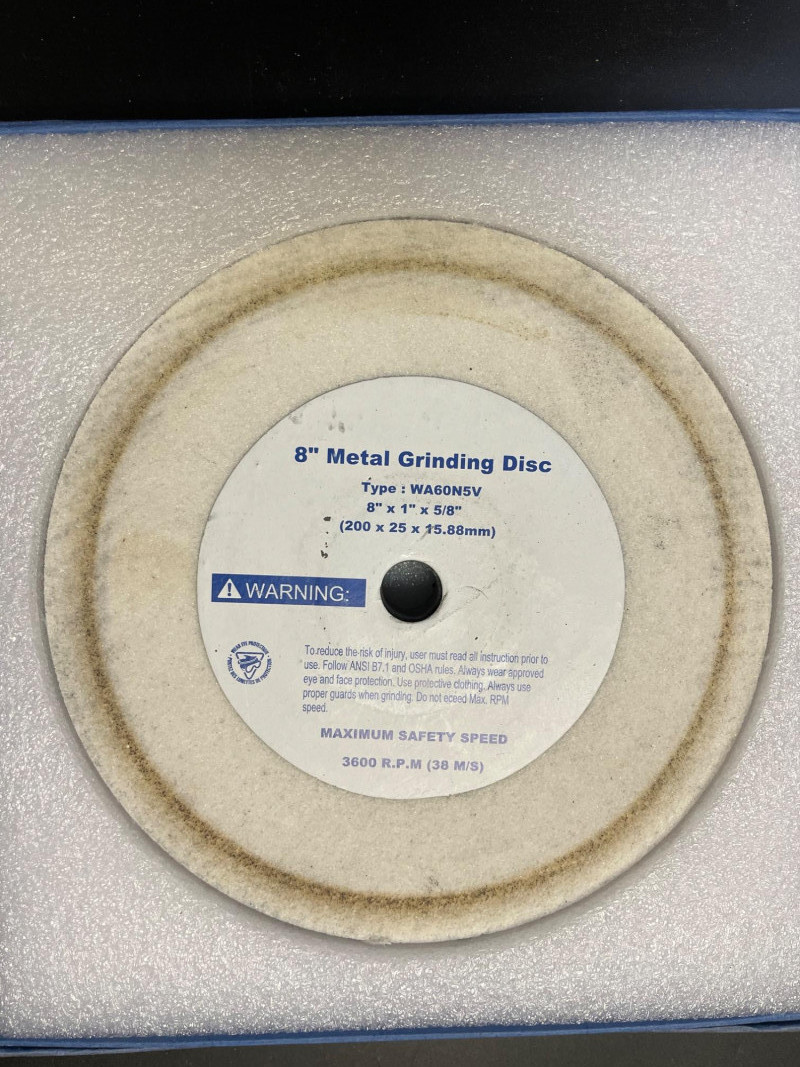 8" Metal Grinding Disc
Type : WA60N5V
8" x 1" x 5/8"
(200 x 25 x 15.88mm)
WARNING:
WEAR EYE PROTECTION
To reduce the risk of injury, user must read all instruction prior to
use. Follow ANSI B7.1 and OSHA rules. Always wear approved
eye and face protection. Use protective clothing. Always use
proper guards when grinding. Do not eceed Max. RPM
speed.
MAXIMUM SAFETY SPEED
3600 R.P.M (38 M/S)